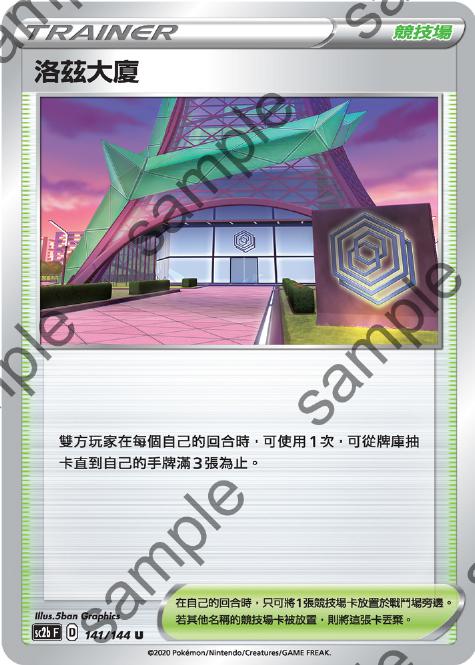 TRAINER
競技場
洛茲大廈
雙方玩家在每個自己的回合時，可使用1次，可從牌庫抽
卡直到自己的手牌滿3張為止。
Illus.5ban Graphics
sc2b F D 141/144 U
在自己的回合時，只可將1張競技場卡放置於戰鬥場旁邊。
若其他名稱的競技場卡被放置，則將這張卡丟棄。
©2020 Pokémon/Nintendo/Creatures/GAME FREAK.
sample
sample
sample
sample
sample
sample
sample
sample